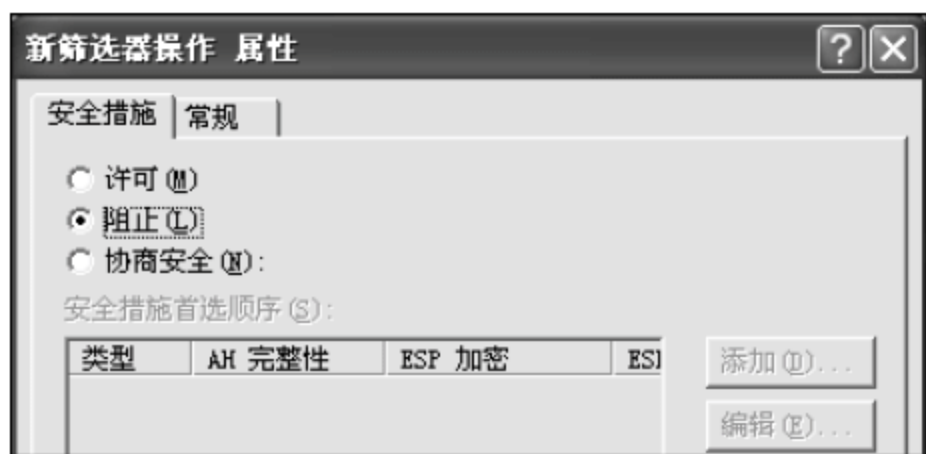 新筛选器操作 属性
安全措施 常规
许可(M)
阻止(L)
协商安全(N):
安全措施首选顺序(S):
类型 AH 完整性 ESP 加密 ESI
添加(D)...
编辑(E)...